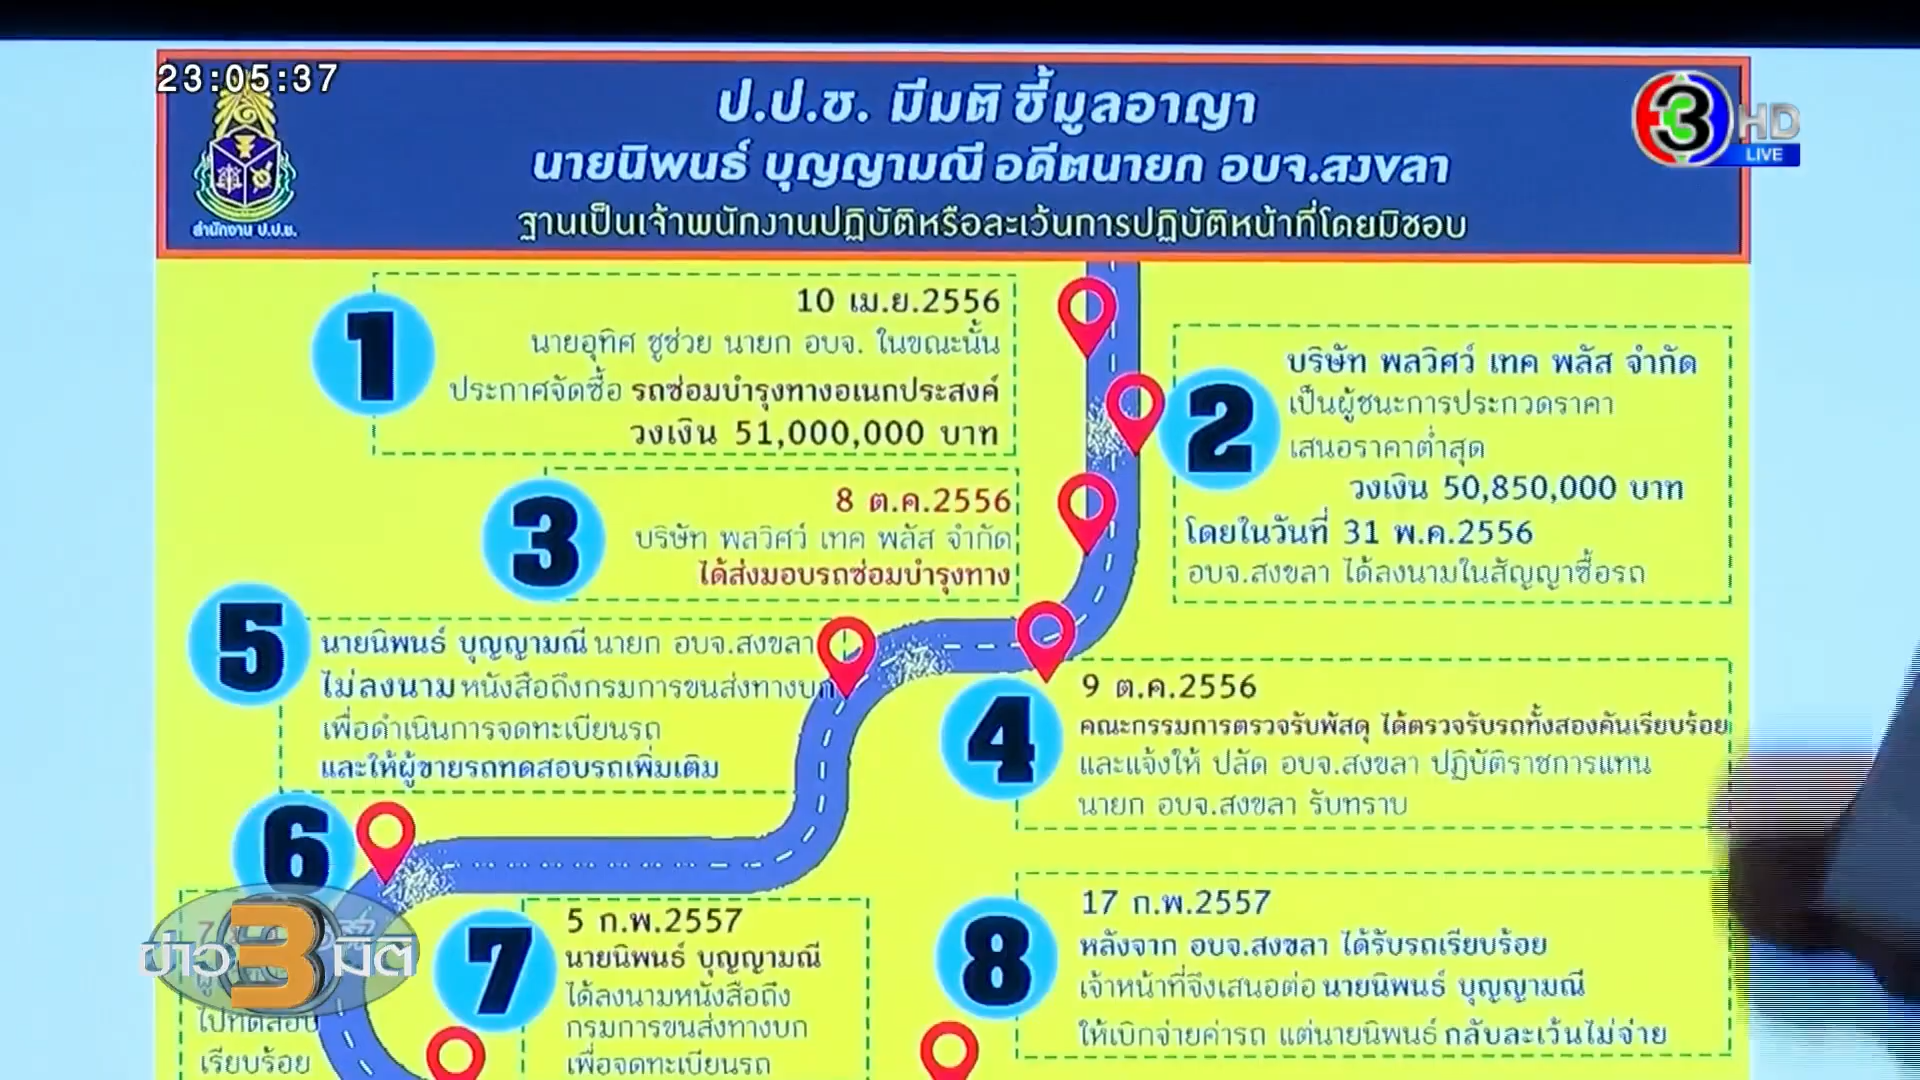 23:05:37
3 HD
LIVE
ป.ป.ช. มีมติ ชี้มูลอาญา
นายนิพนธ์ บุญญามณี อดีตนายก อบจ.สงขลา
ฐานเป็นเจ้าพนักงานปฏิบัติหรือละเว้นการปฏิบัติหน้าที่โดยมิชอบ
สำนักงาน ป.ป.ช.
1
10 เม.ย.2556
นายอุทิศ ชูช่วย นายก อบจ. ในขณะนั้น
ประกาศจัดซื้อ รถซ่อมบำรุงทางอเนกประสงค์
วงเงิน 51,000,000 บาท
2
บริษัท พลวิศว์ เทค พลัส จำกัด
เป็นผู้ชนะการประกวดราคา
เสนอราคาต่ำสุด
วงเงิน 50,850,000 บาท
โดยในวันที่ 31 พ.ค.2556
อบจ.สงขลา ได้ลงนามในสัญญาซื้อรถ
3
8 ต.ค.2556
บริษัท พลวิศว์ เทค พลัส จำกัด
ได้ส่งมอบรถซ่อมบำรุงทาง
4
9 ต.ค.2556
คณะกรรมการตรวจรับพัสดุ ได้ตรวจรับรถทั้งสองคันเรียบร้อย
และแจ้งให้ ปลัด อบจ.สงขลา ปฏิบัติราชการแทน
นายก อบจ.สงขลา รับทราบ
5
นายนิพนธ์ บุญญามณี นายก อบจ.สงขลา
ไม่ลงนามหนังสือถึงกรมการขนส่งทางบก
เพื่อดำเนินการจดทะเบียนรถ
และให้ผู้ขายรถทดสอบรถเพิ่มเติม
6
ไปทดสอบ
เรียบร้อย
ข่าว 3 มิติ
7
5 ก.พ.2557
นายนิพนธ์ บุญญามณี
ได้ลงนามหนังสือถึง
กรมการขนส่งทางบก
เพื่อจดทะเบียนรถ
8
17 ก.พ.2557
หลังจาก อบจ.สงขลา ได้รับรถเรียบร้อย
เจ้าหน้าที่จึงเสนอต่อ นายนิพนธ์ บุญญามณี
ให้เบิกจ่ายค่ารถ แต่นายนิพนธ์ กลับละเว้นไม่จ่าย